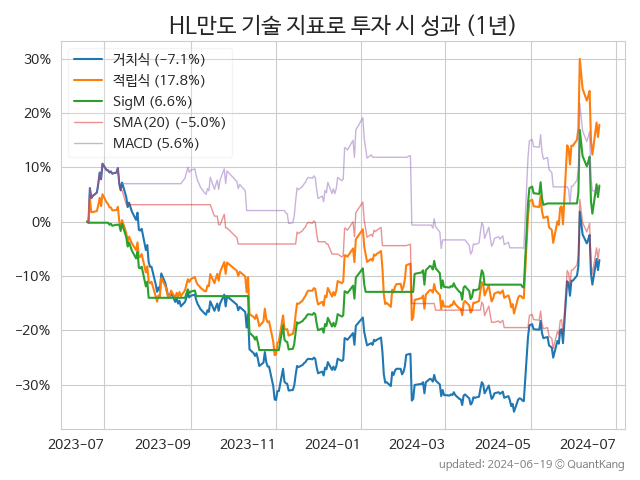 HL만도 기술 지표로 투자 시 성과 (1년)
거치식 (−7.1%)
적립식 (17.8%)
SigM (6.6%)
SMA(20) (−5.0%)
MACD (5.6%)
30%
20%
10%
0%
−10%
−20%
−30%
2023-07
2023-09
2023-11
2024-01
2024-03
2024-05
2024-07
updated: 2024-06-19 © QuantKang